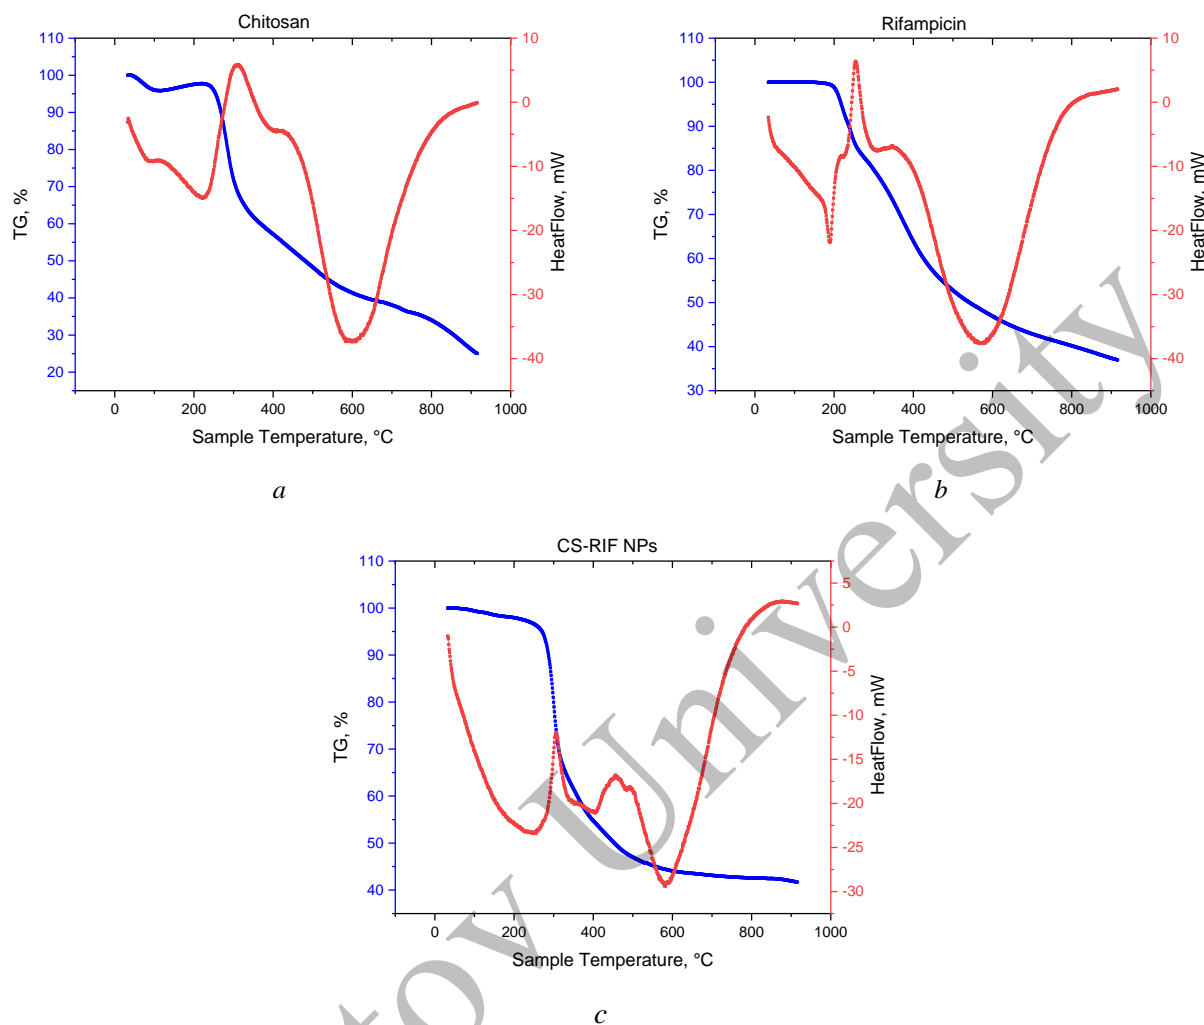 Chitosan
110
100
90
80
70
60
50
40
30
20
TG, %
10
0
-10
-20
-30
-40
HeatFlow, mW
0 200 400 600 800 1000
Sample Temperature, °C
a
Rifampicin
110
100
90
80
70
60
50
40
30
TG, %
10
0
-10
-20
-30
-40
HeatFlow, mW
0 200 400 600 800 1000
Sample Temperature, °C
b
CS-RIF NPs
110
100
90
80
70
60
50
40
TG, %
5
0
-5
-10
-15
-20
-25
-30
HeatFlow, mW
0 200 400 600 800 1000
Sample Temperature, °C
c
tov University